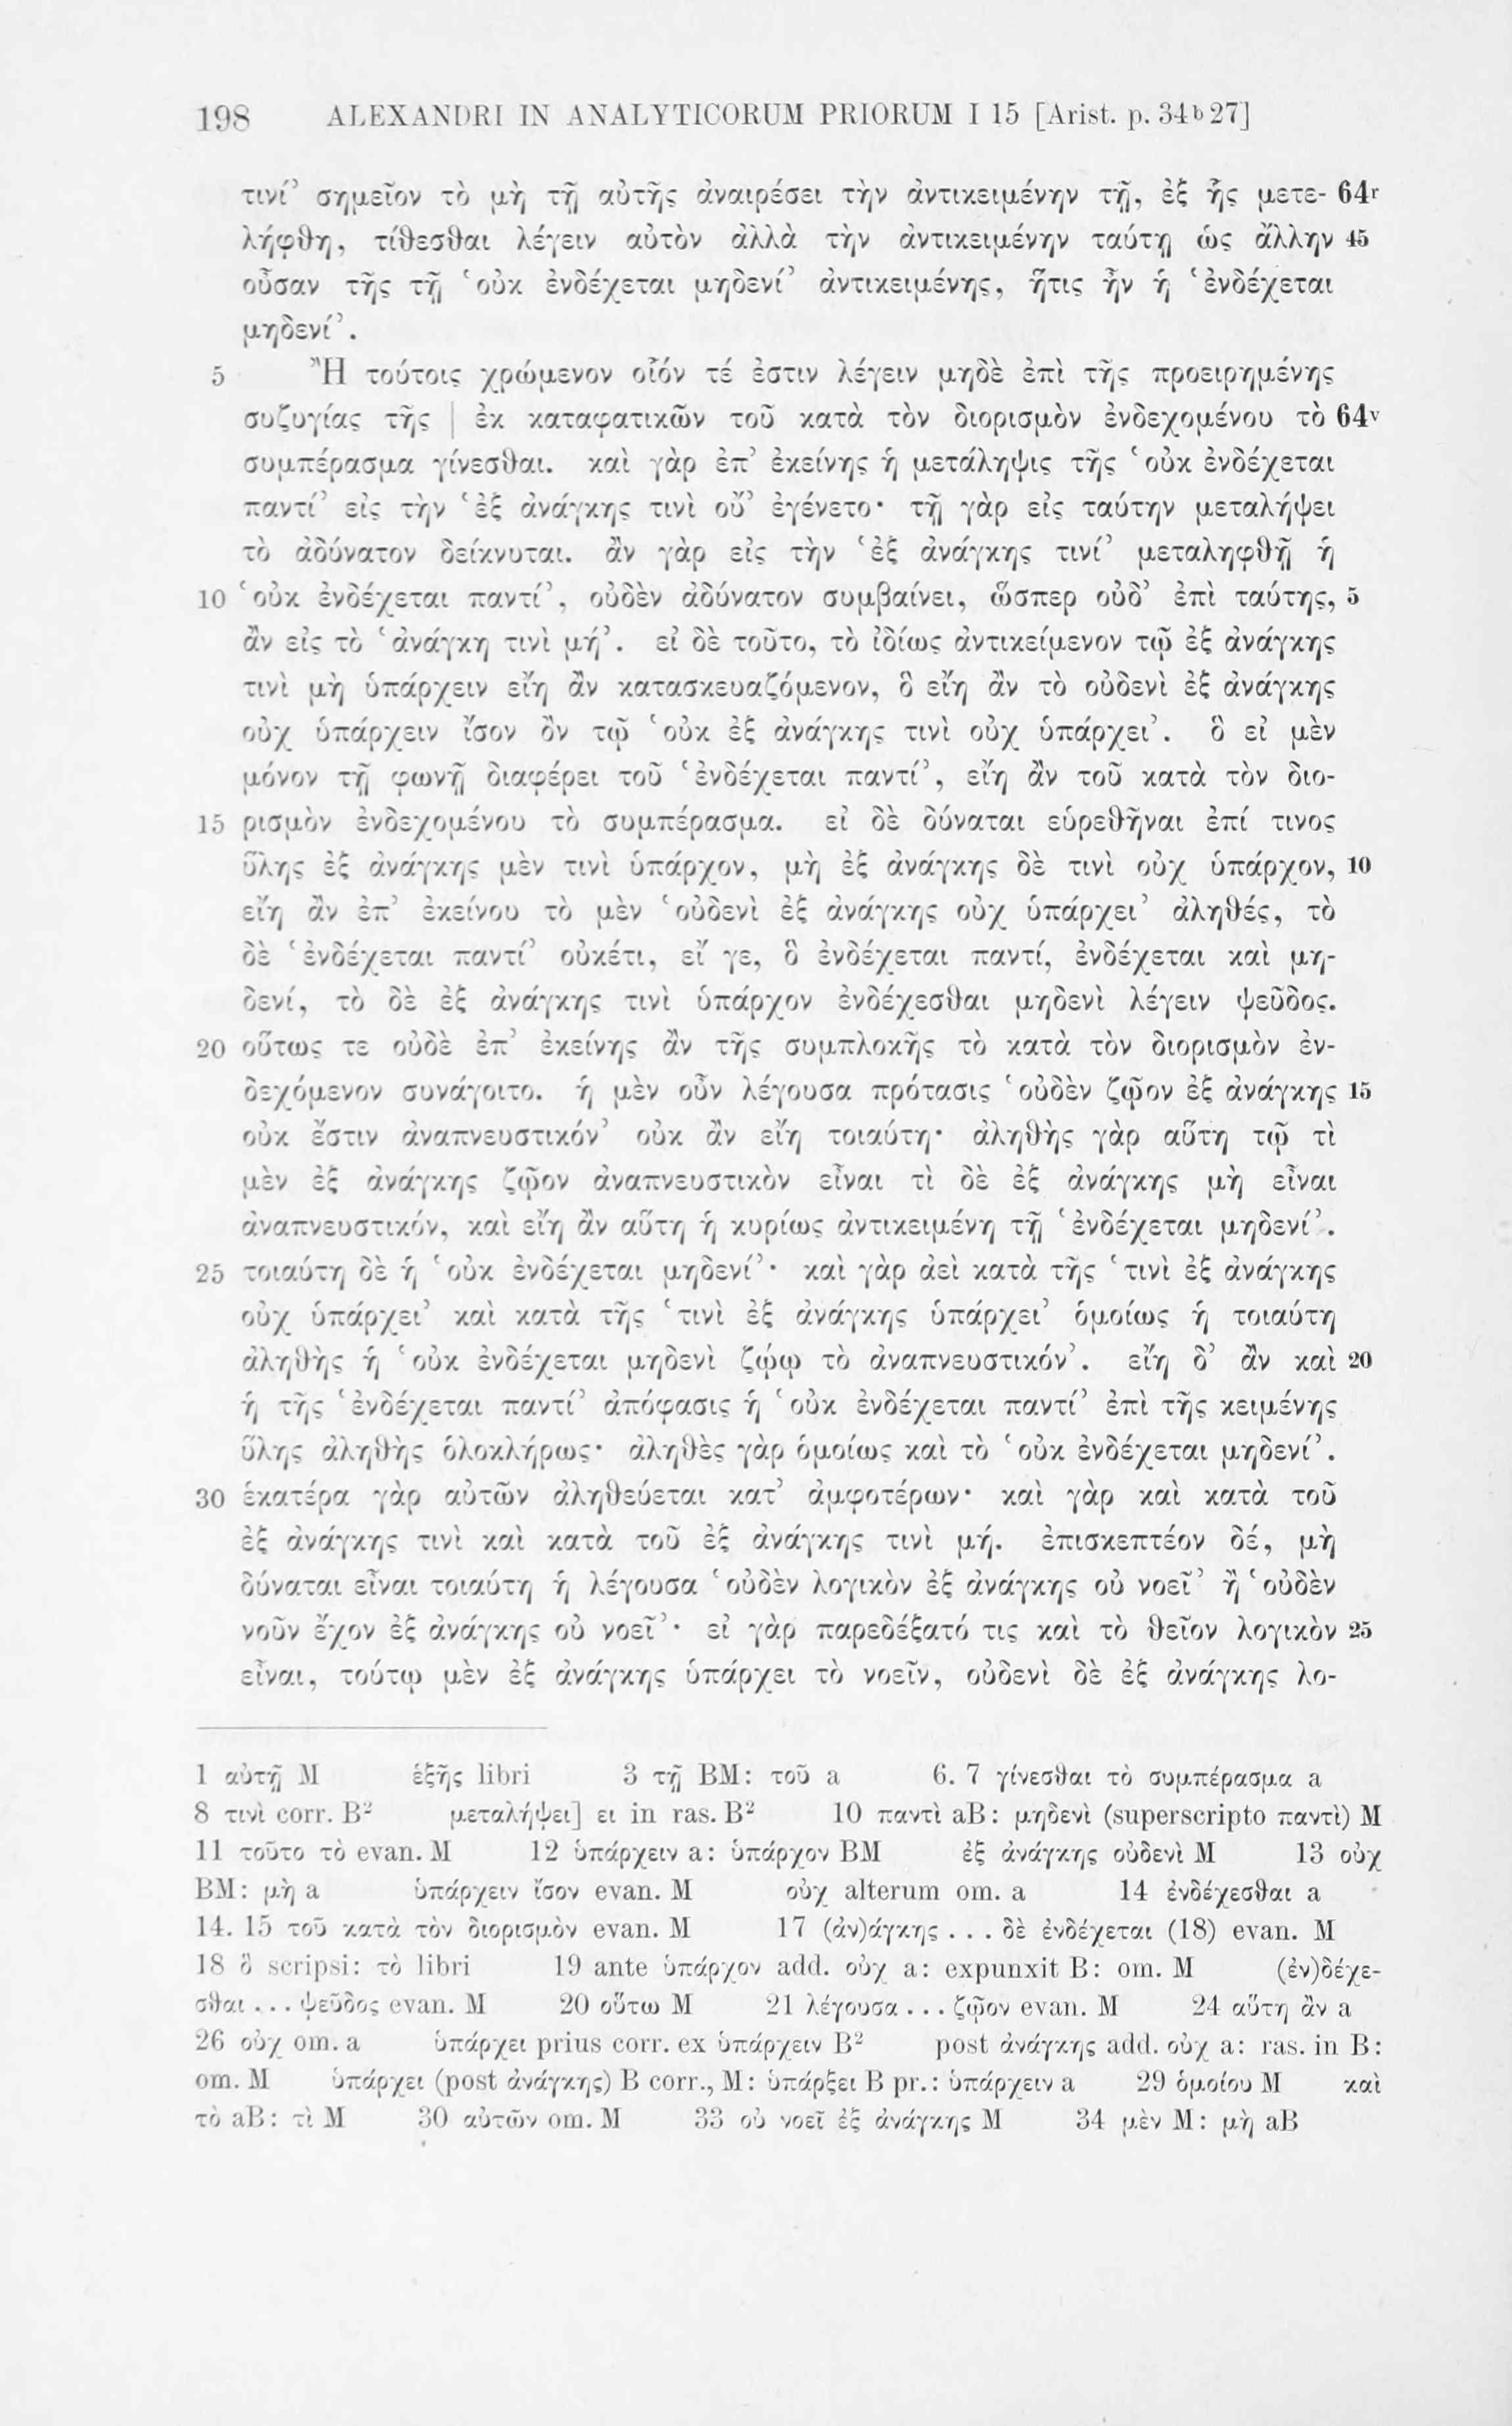 198 ALEXANDRI IN ANALYTICORUM PRIORUM I 15 [Arist. p. 34b27]
τινί’ σημεῖον τὸ μὴ τῇ αὐτῆς ἀναιρέσει τὴν ἀντικειμένην τῇ, ἐξ ἧς μετε- 64r
λήφθη, τίθεσθαι λέγειν αὐτὸν ἀλλὰ τὴν ἀντικειμένην ταύτῃ ὡς ἄλλην 45
οὖσαν τῆς τῇ ‘οὐκ ἐνδέχεται μηδενί’ ἀντικειμένης, ἥτις ἦν ἡ ‘ἐνδέχεται
μηδενί’.
5 Ἢ τούτοις χρώμενον οἷόν τέ ἐστιν λέγειν μηδὲ ἐπὶ τῆς προειρημένης
συζυγίας τῆς | ἐκ καταφατικῶν τοῦ κατὰ τὸν διορισμὸν ἐνδεχομένου τὸ 64v
συμπέρασμα γίνεσθαι. καὶ γὰρ ἐπ’ ἐκείνης ἡ μετάληψις τῆς ‘οὐκ ἐνδέχεται
παντί’ εἰς τὴν ‘ἐξ ἀνάγκης τινὶ οὔ’ ἐγένετο· τῇ γὰρ εἰς ταύτην μεταλήψει
τὸ ἀδύνατον δείκνυται. ἂν γὰρ εἰς τὴν ‘ἐξ ἀνάγκης τινί’ μεταληφθῇ ἡ
10 ‘οὐκ ἐνδέχεται παντί’, οὐδὲν ἀδύνατον συμβαίνει, ὥσπερ οὐδ’ ἐπὶ ταύτης, 5
ἂν εἰς τὸ ‘ἀνάγκη τινὶ μή’. εἰ δὲ τοῦτο, τὸ ἰδίως ἀντικείμενον τῷ ἐξ ἀνάγκης
τινὶ μὴ ὑπάρχειν εἴη ἂν κατασκευαζόμενον, ὃ εἴη ἂν τὸ οὐδενὶ ἐξ ἀνάγκης
οὐχ ὑπάρχειν ἴσον ὂν τῷ ‘οὐκ ἐξ ἀνάγκης τινὶ οὐχ ὑπάρχει’. ὃ εἰ μὲν
μόνον τῇ φωνῇ διαφέρει τοῦ ‘ἐνδέχεται παντί’, εἴη ἂν τοῦ κατὰ τὸν διο-
15 ρισμὸν ἐνδεχομένου τὸ συμπέρασμα. εἰ δὲ δύναται εὑρεθῆναι ἐπί τινος
ὕλης ἐξ ἀνάγκης μὲν τινὶ ὑπάρχον, μὴ ἐξ ἀνάγκης δὲ τινὶ οὐχ ὑπάρχον, 10
εἴη ἂν ἐπ’ ἐκείνου τὸ μὲν ‘οὐδενὶ ἐξ ἀνάγκης οὐχ ὑπάρχει’ ἀληθές, τὸ
δὲ ‘ἐνδέχεται παντί’ οὐκέτι, εἴ γε, ὃ ἐνδέχεται παντί, ἐνδέχεται καὶ μη-
δενί, τὸ δὲ ἐξ ἀνάγκης τινὶ ὑπάρχον ἐνδέχεσθαι μηδενὶ λέγειν ψεῦδος.
20 οὕτως τε οὐδὲ ἐπ’ ἐκείνης ἂν τῆς συμπλοκῆς τὸ κατὰ τὸν διορισμὸν ἐν-
δεχόμενον συνάγοιτο. ἡ μὲν οὖν λέγουσα πρότασις ‘οὐδὲν ζῷον ἐξ ἀνάγκης 15
οὐκ ἔστιν ἀναπνευστικόν’ οὐκ ἂν εἴη τοιαύτη· ἀληθὴς γὰρ αὕτη τῷ τὶ
μὲν ἐξ ἀνάγκης ζῷον ἀναπνευστικὸν εἶναι τὶ δὲ ἐξ ἀνάγκης μὴ εἶναι
ἀναπνευστικόν, καὶ εἴη ἂν αὕτη ἡ κυρίως ἀντικειμένη τῇ ‘ἐνδέχεται μηδενί’.
25 τοιαύτη δὲ ἡ ‘οὐκ ἐνδέχεται μηδενί’· καὶ γὰρ ἀεὶ κατὰ τῆς ‘τινὶ ἐξ ἀνάγκης
οὐχ ὑπάρχει’ καὶ κατὰ τῆς ‘τινὶ ἐξ ἀνάγκης ὑπάρχει’ ὁμοίως ἡ τοιαύτη
ἀληθὴς ἡ ‘οὐκ ἐνδέχεται μηδενὶ ζῴῳ τὸ ἀναπνευστικόν’. εἴη δ’ ἂν καὶ 20
ἡ τῆς ‘ἐνδέχεται παντί’ ἀπόφασις ἡ ‘οὐκ ἐνδέχεται παντί’ ἐπὶ τῆς κειμένης
ὕλης ἀληθὴς ὁλοκλήρως· ἀληθὲς γὰρ ὁμοίως καὶ τὸ ‘οὐκ ἐνδέχεται μηδενί’.
30 ἑκατέρα γὰρ αὐτῶν ἀληθεύεται κατ’ ἀμφοτέρων· καὶ γὰρ καὶ κατὰ τοῦ
ἐξ ἀνάγκης τινὶ καὶ κατὰ τοῦ ἐξ ἀνάγκης τινὶ μή. ἐπισκεπτέον δέ, μὴ
δύναται εἶναι τοιαύτη ἡ λέγουσα ‘οὐδὲν λογικὸν ἐξ ἀνάγκης οὐ νοεῖ’ ἢ ‘οὐδὲν
νοῦν ἔχον ἐξ ἀνάγκης οὐ νοεῖ’· εἰ γὰρ παρεδέξατό τις καὶ τὸ θεῖον λογικὸν 25
εἶναι, τούτῳ μὲν ἐξ ἀνάγκης ὑπάρχει τὸ νοεῖν, οὐδενὶ δὲ ἐξ ἀνάγκης λο-
1 αὐτῇ M ἑξῆς libri 3 τῇ BM: τοῦ a 6. 7 γίνεσθαι τὸ συμπέρασμα a
8 τινὶ corr. B² μεταλήψει] ει in ras. B² 10 παντὶ aB: μηδενὶ (superscripto παντὶ) M
11 τοῦτο τὸ evan. M 12 ὑπάρχειν a: ὑπάρχον BM ἐξ ἀνάγκης οὐδενὶ M 13 οὐχ
BM: μὴ a ὑπάρχειν ἴσον evan. M οὐχ alterum om. a 14 ἐνδέχεσθαι a
14. 15 τοῦ κατὰ τὸν διορισμὸν evan. M 17 (ἀν)άγκης . . . δὲ ἐνδέχεται (18) evan. M
18 ὃ scripsi: τὸ libri 19 ante ὑπάρχον add. οὐχ a: expunxit B: om. M (ἐν)δέχε-
σθαι . . . ψεῦδος evan. M 20 οὕτω M 21 λέγουσα . . . ζῷον evan. M 24 αὕτη ἂν a
26 οὐχ om. a ὑπάρχει prius corr. ex ὑπάρχειν B² post ἀνάγκης add. οὐχ a: ras. in B:
om. M ὑπάρχει (post ἀνάγκης) B corr., M: ὑπάρξει B pr.: ὑπάρχειν a 29 ὁμοίου M καὶ
τὸ aB: τὶ M 30 αὐτῶν om. M 33 οὐ νοεῖ ἐξ ἀνάγκης M 34 μὲν M: μὴ aB